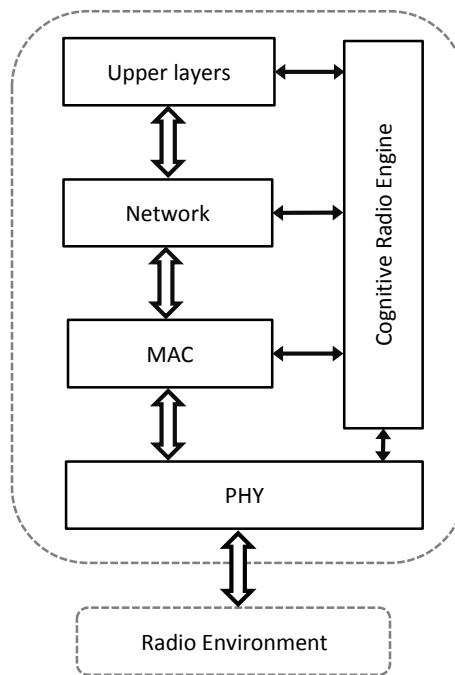 Upper layers
Cognitive Radio Engine
Network
MAC
PHY
Radio Environment